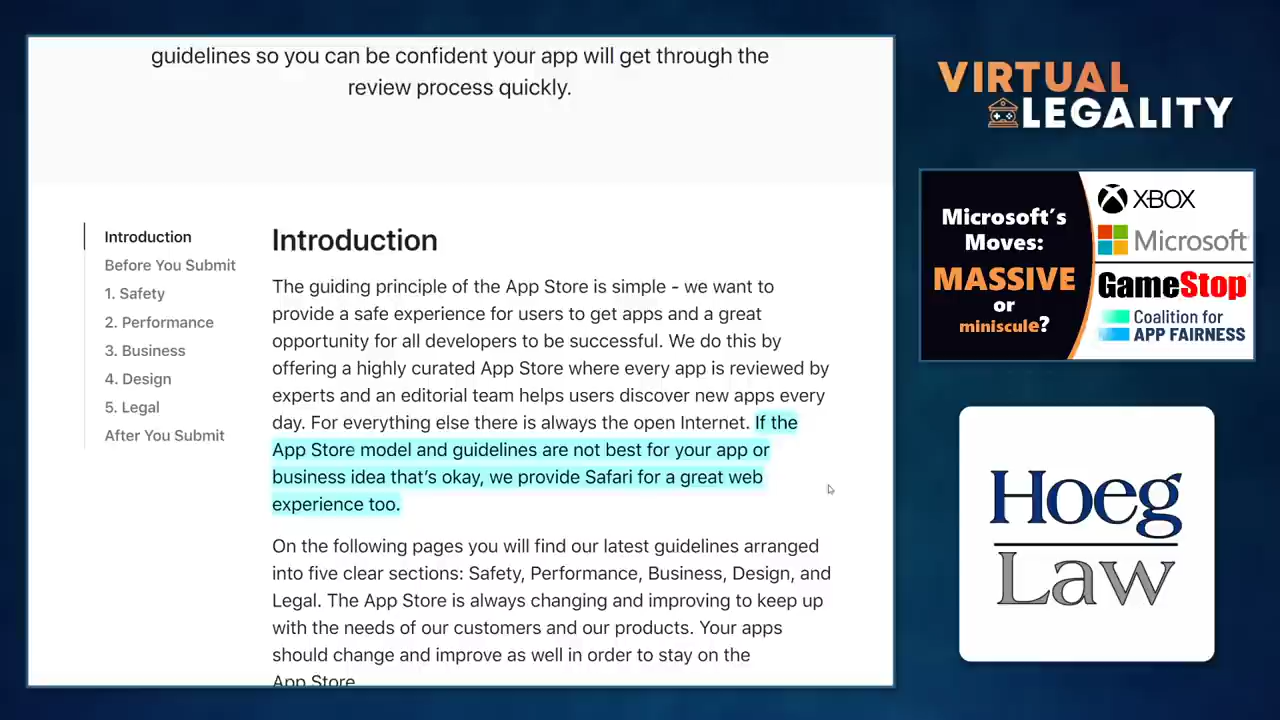 guidelines so you can be confident your app will get through the
review process quickly.
Introduction
Before You Submit
1. Safety
2. Performance
3. Business
4. Design
5. Legal
After You Submit
Introduction
The guiding principle of the App Store is simple - we want to
provide a safe experience for users to get apps and a great
opportunity for all developers to be successful. We do this by
offering a highly curated App Store where every app is reviewed by
experts and an editorial team helps users discover new apps every
day. For everything else there is always the open Internet. If the
App Store model and guidelines are not best for your app or
business idea that’s okay, we provide Safari for a great web
experience too.
On the following pages you will find our latest guidelines arranged
into five clear sections: Safety, Performance, Business, Design, and
Legal. The App Store is always changing and improving to keep up
with the needs of our customers and our products. Your apps
should change and improve as well in order to stay on the
App Store.
VIRTUAL
LEGALITY
Microsoft’s
Moves:
MASSIVE
or
miniscule?
XBOX
Microsoft
GameStop
Coalition for
APP FAIRNESS
Hoeg
Law